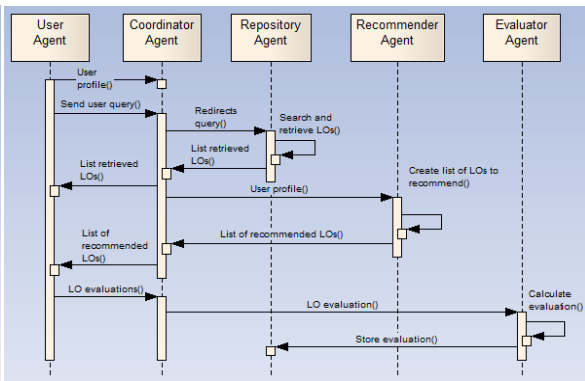 User
Agent
Coordinator
Agent
Repository
Agent
Recommender
Agent
Evaluator
Agent
User
profile()
Send user query()
Redirects
query()
Search and
retrieve LOs()
List retrieved
LOs()
List retrieved
LOs()
Create list of LOs to
recommend()
User profile()
List of
recommended
LOs()
List of recommended LOs()
LO evaluations()
LO evaluation()
Calculate
evaluation()
Store evaluation()